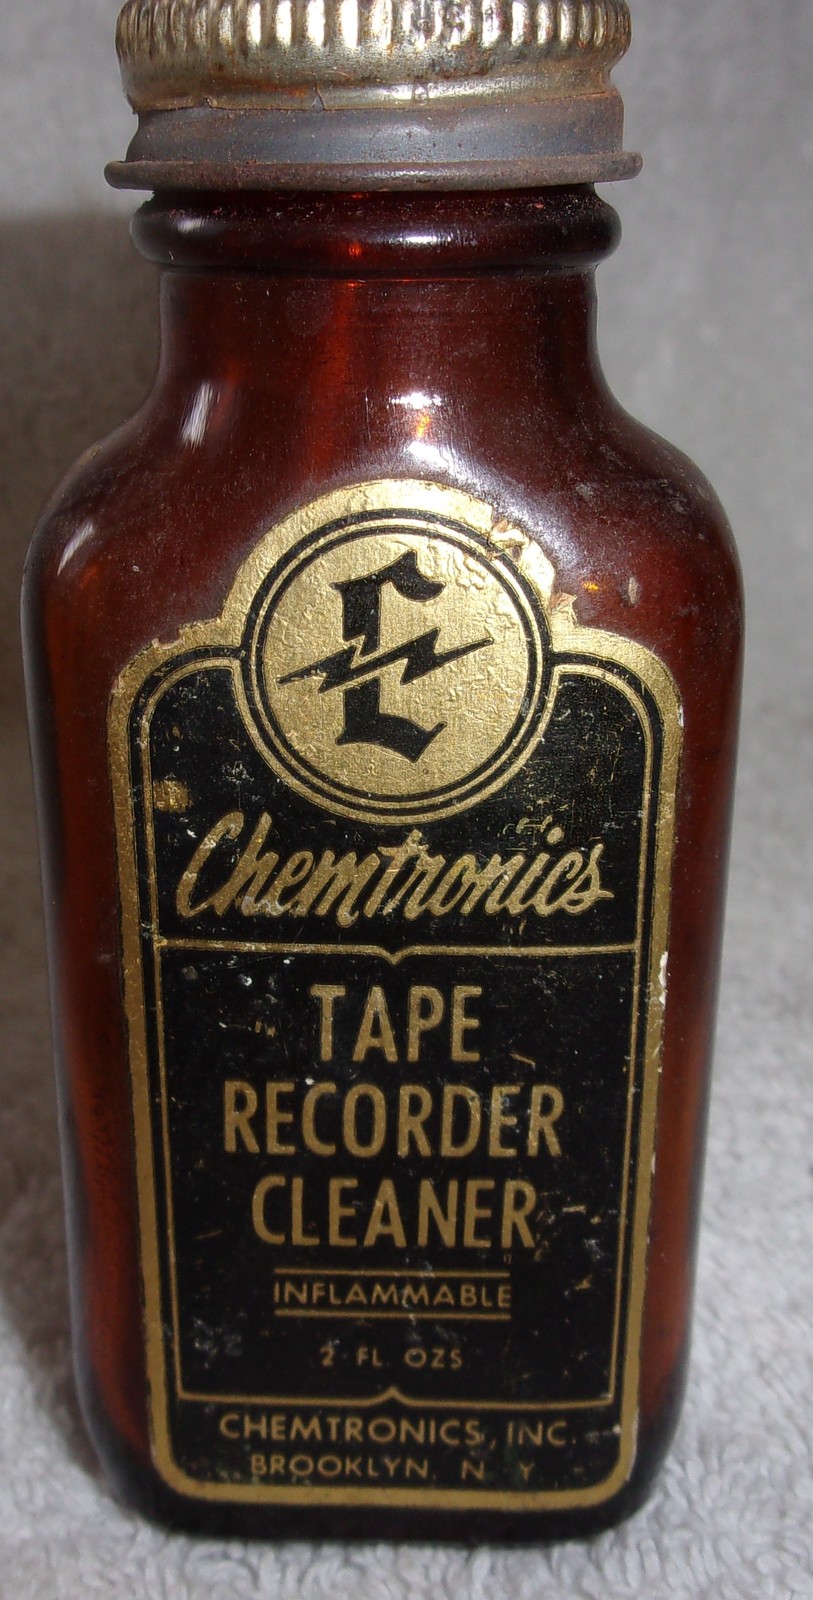 C
Chemtronics
TAPE
RECORDER
CLEANER
INFLAMMABLE
2 FL OZS
CHEMTRONICS, INC.
BROOKLYN, N Y